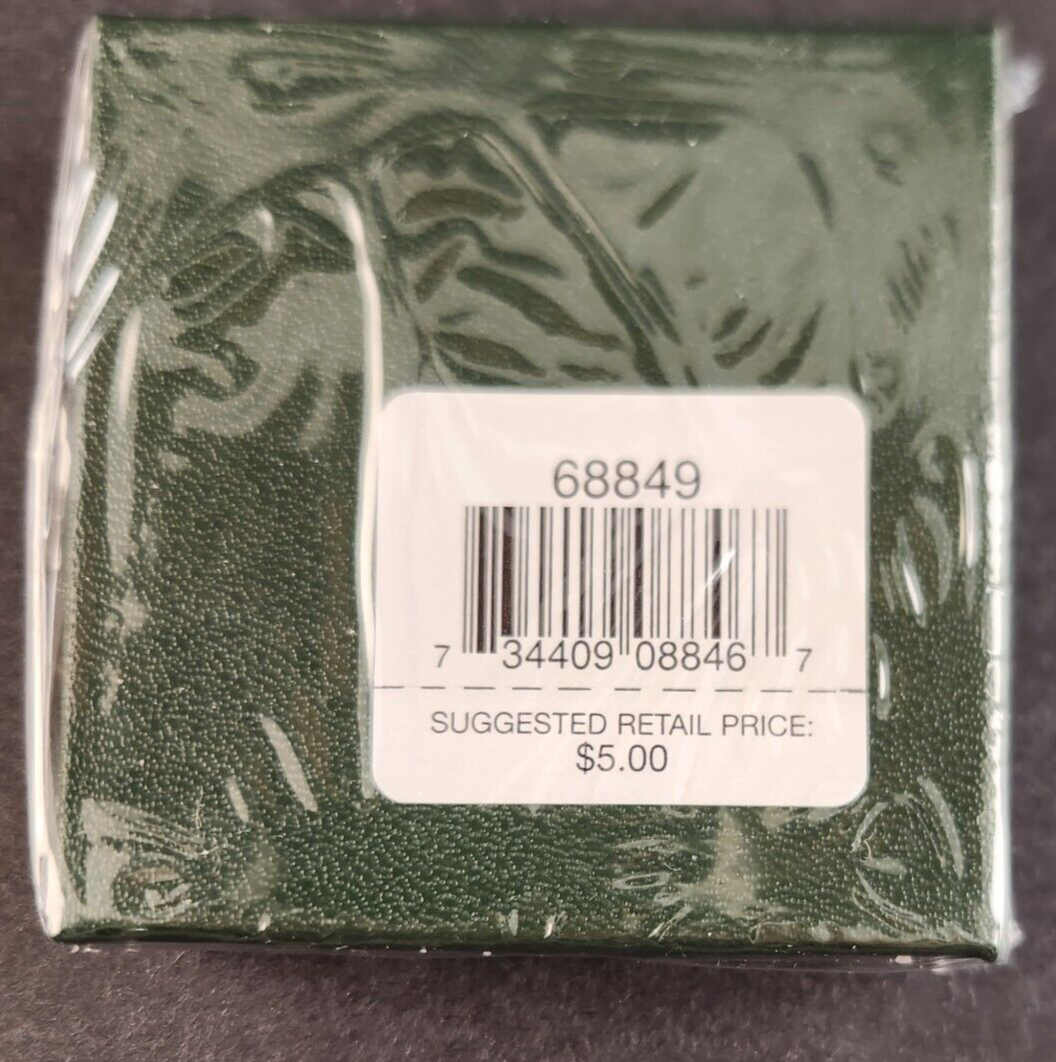 68849
7 34409 08846 7
SUGGESTED RETAIL PRICE:
$5.00